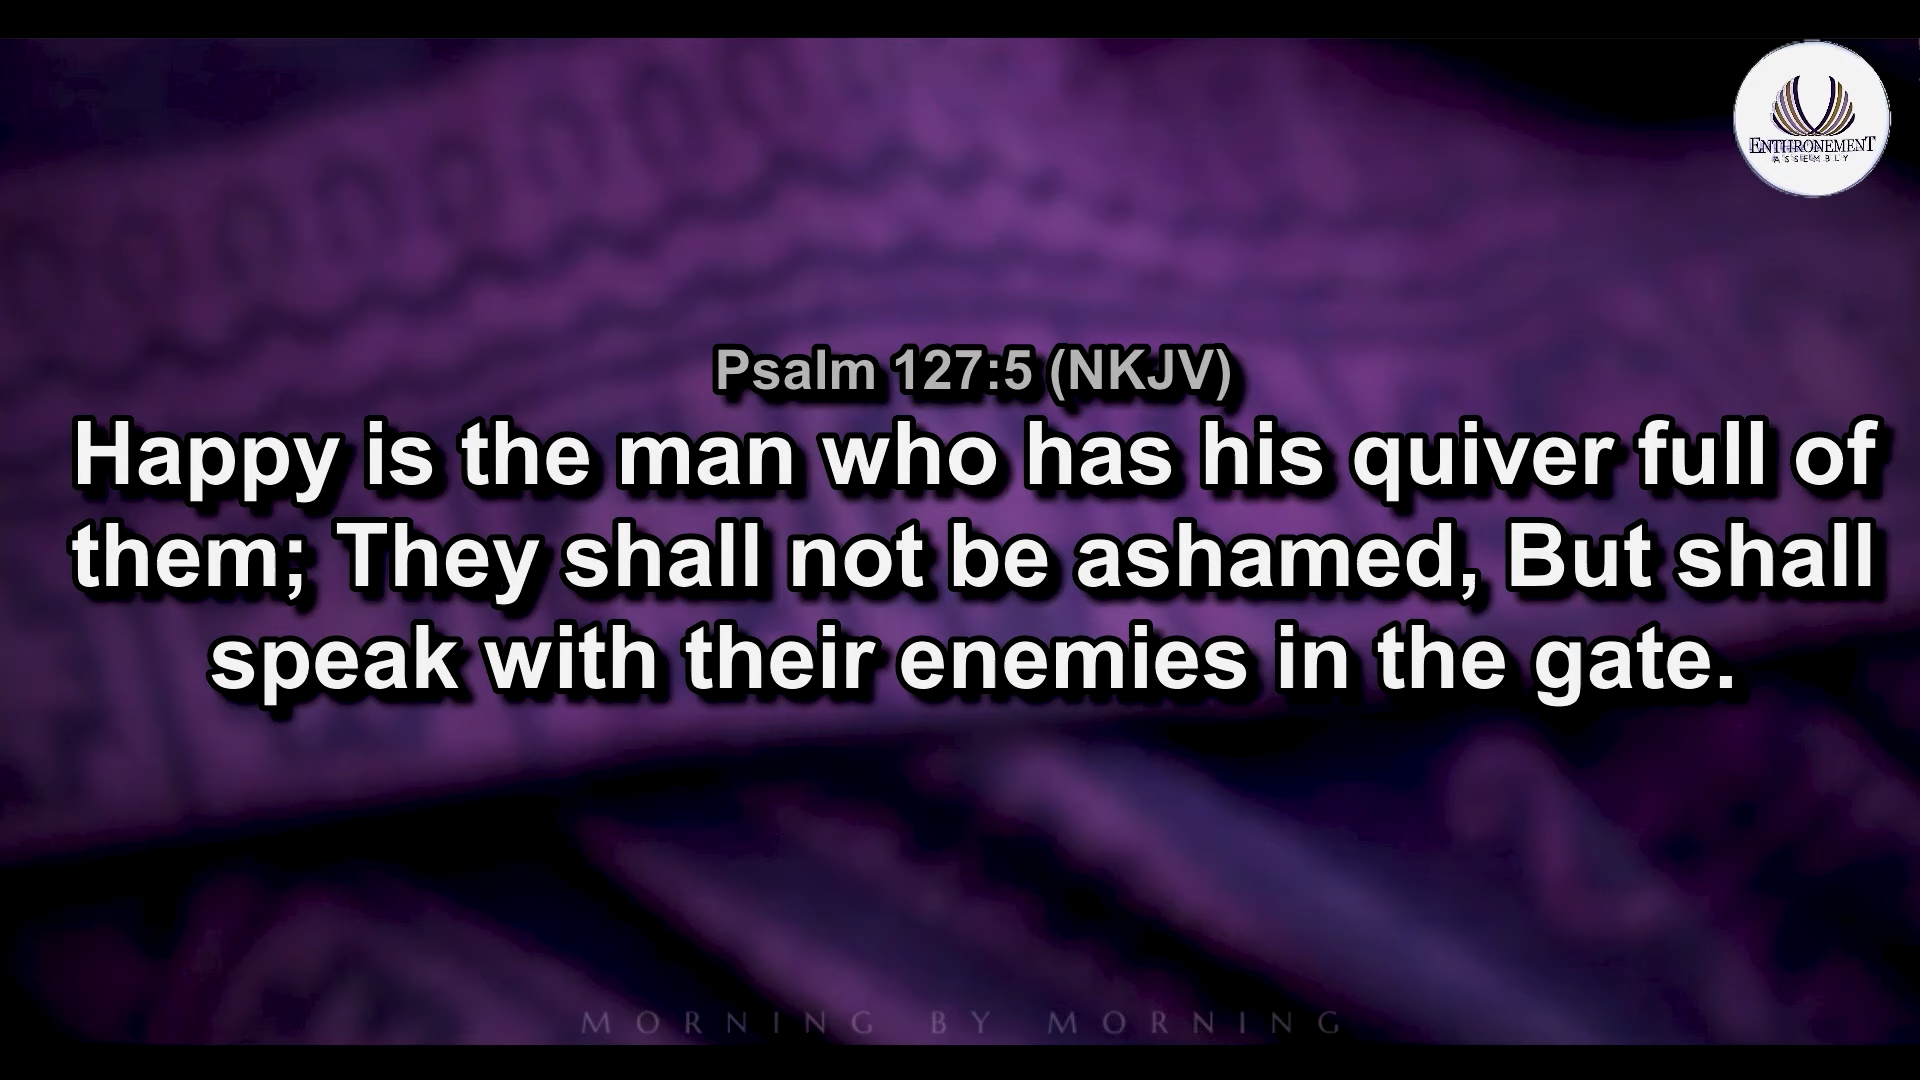 ENTHRONEMENT
ASSEMBLY
Psalm 127:5 (NKJV)
Happy is the man who has his quiver full of
them; They shall not be ashamed, But shall
speak with their enemies in the gate.
MORNING BY MORNING